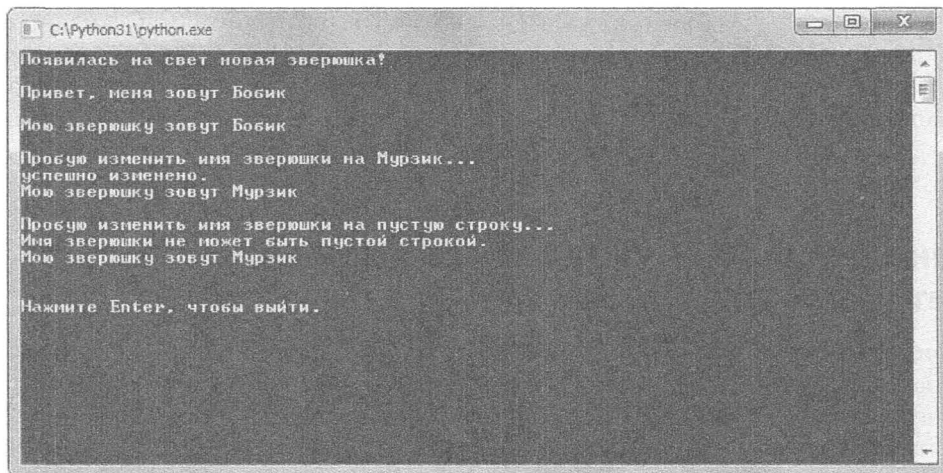 C:\Python31\python.exe
Появилась на свет новая зверюшка!
Привет, меня зовут Бобик
Мою зверюшку зовут Бобик
Пробую изменить имя зверюшки на Мурзик...
успешно изменено.
Мою зверюшку зовут Мурзик
Пробую изменить имя зверюшки на пустую строку...
Имя зверюшки не может быть пустой строкой.
Мою зверюшку зовут Мурзик
Нажмите Enter, чтобы выйти.